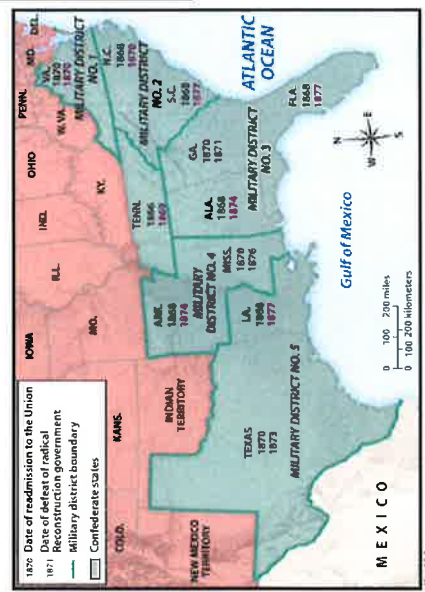 1870 Date of readmission to the Union
1871 Date of defeat of radical
Reconstruction government
Military district boundary
Confederate states
IOWA
ILL.
IND.
OHIO
PENN.
MD.
DEL.
W. VA.
VA.
1870
1870
MILITARY DISTRICT
NO. 1
COLO.
KANS.
MO.
KY.
N.C.
1868
1870
MILITARY DISTRICT
NO. 2
S.C.
1868
1877
TENN.
1866
1869
NEW MEXICO
TERRITORY
INDIAN
TERRITORY
ARK.
1868
1874
MILITARY
DISTRICT NO. 4
MISS.
1870
1876
ALA.
1868
1874
GA.
1870
1871
MILITARY DISTRICT
NO. 3
ATLANTIC
OCEAN
TEXAS
1870
1873
MILITARY DISTRICT NO. 5
LA.
1868
1877
FLA.
1868
1877
Gulf of Mexico
MEXICO
N
E
S
W
0 100 200 miles
0 100 200 kilometers